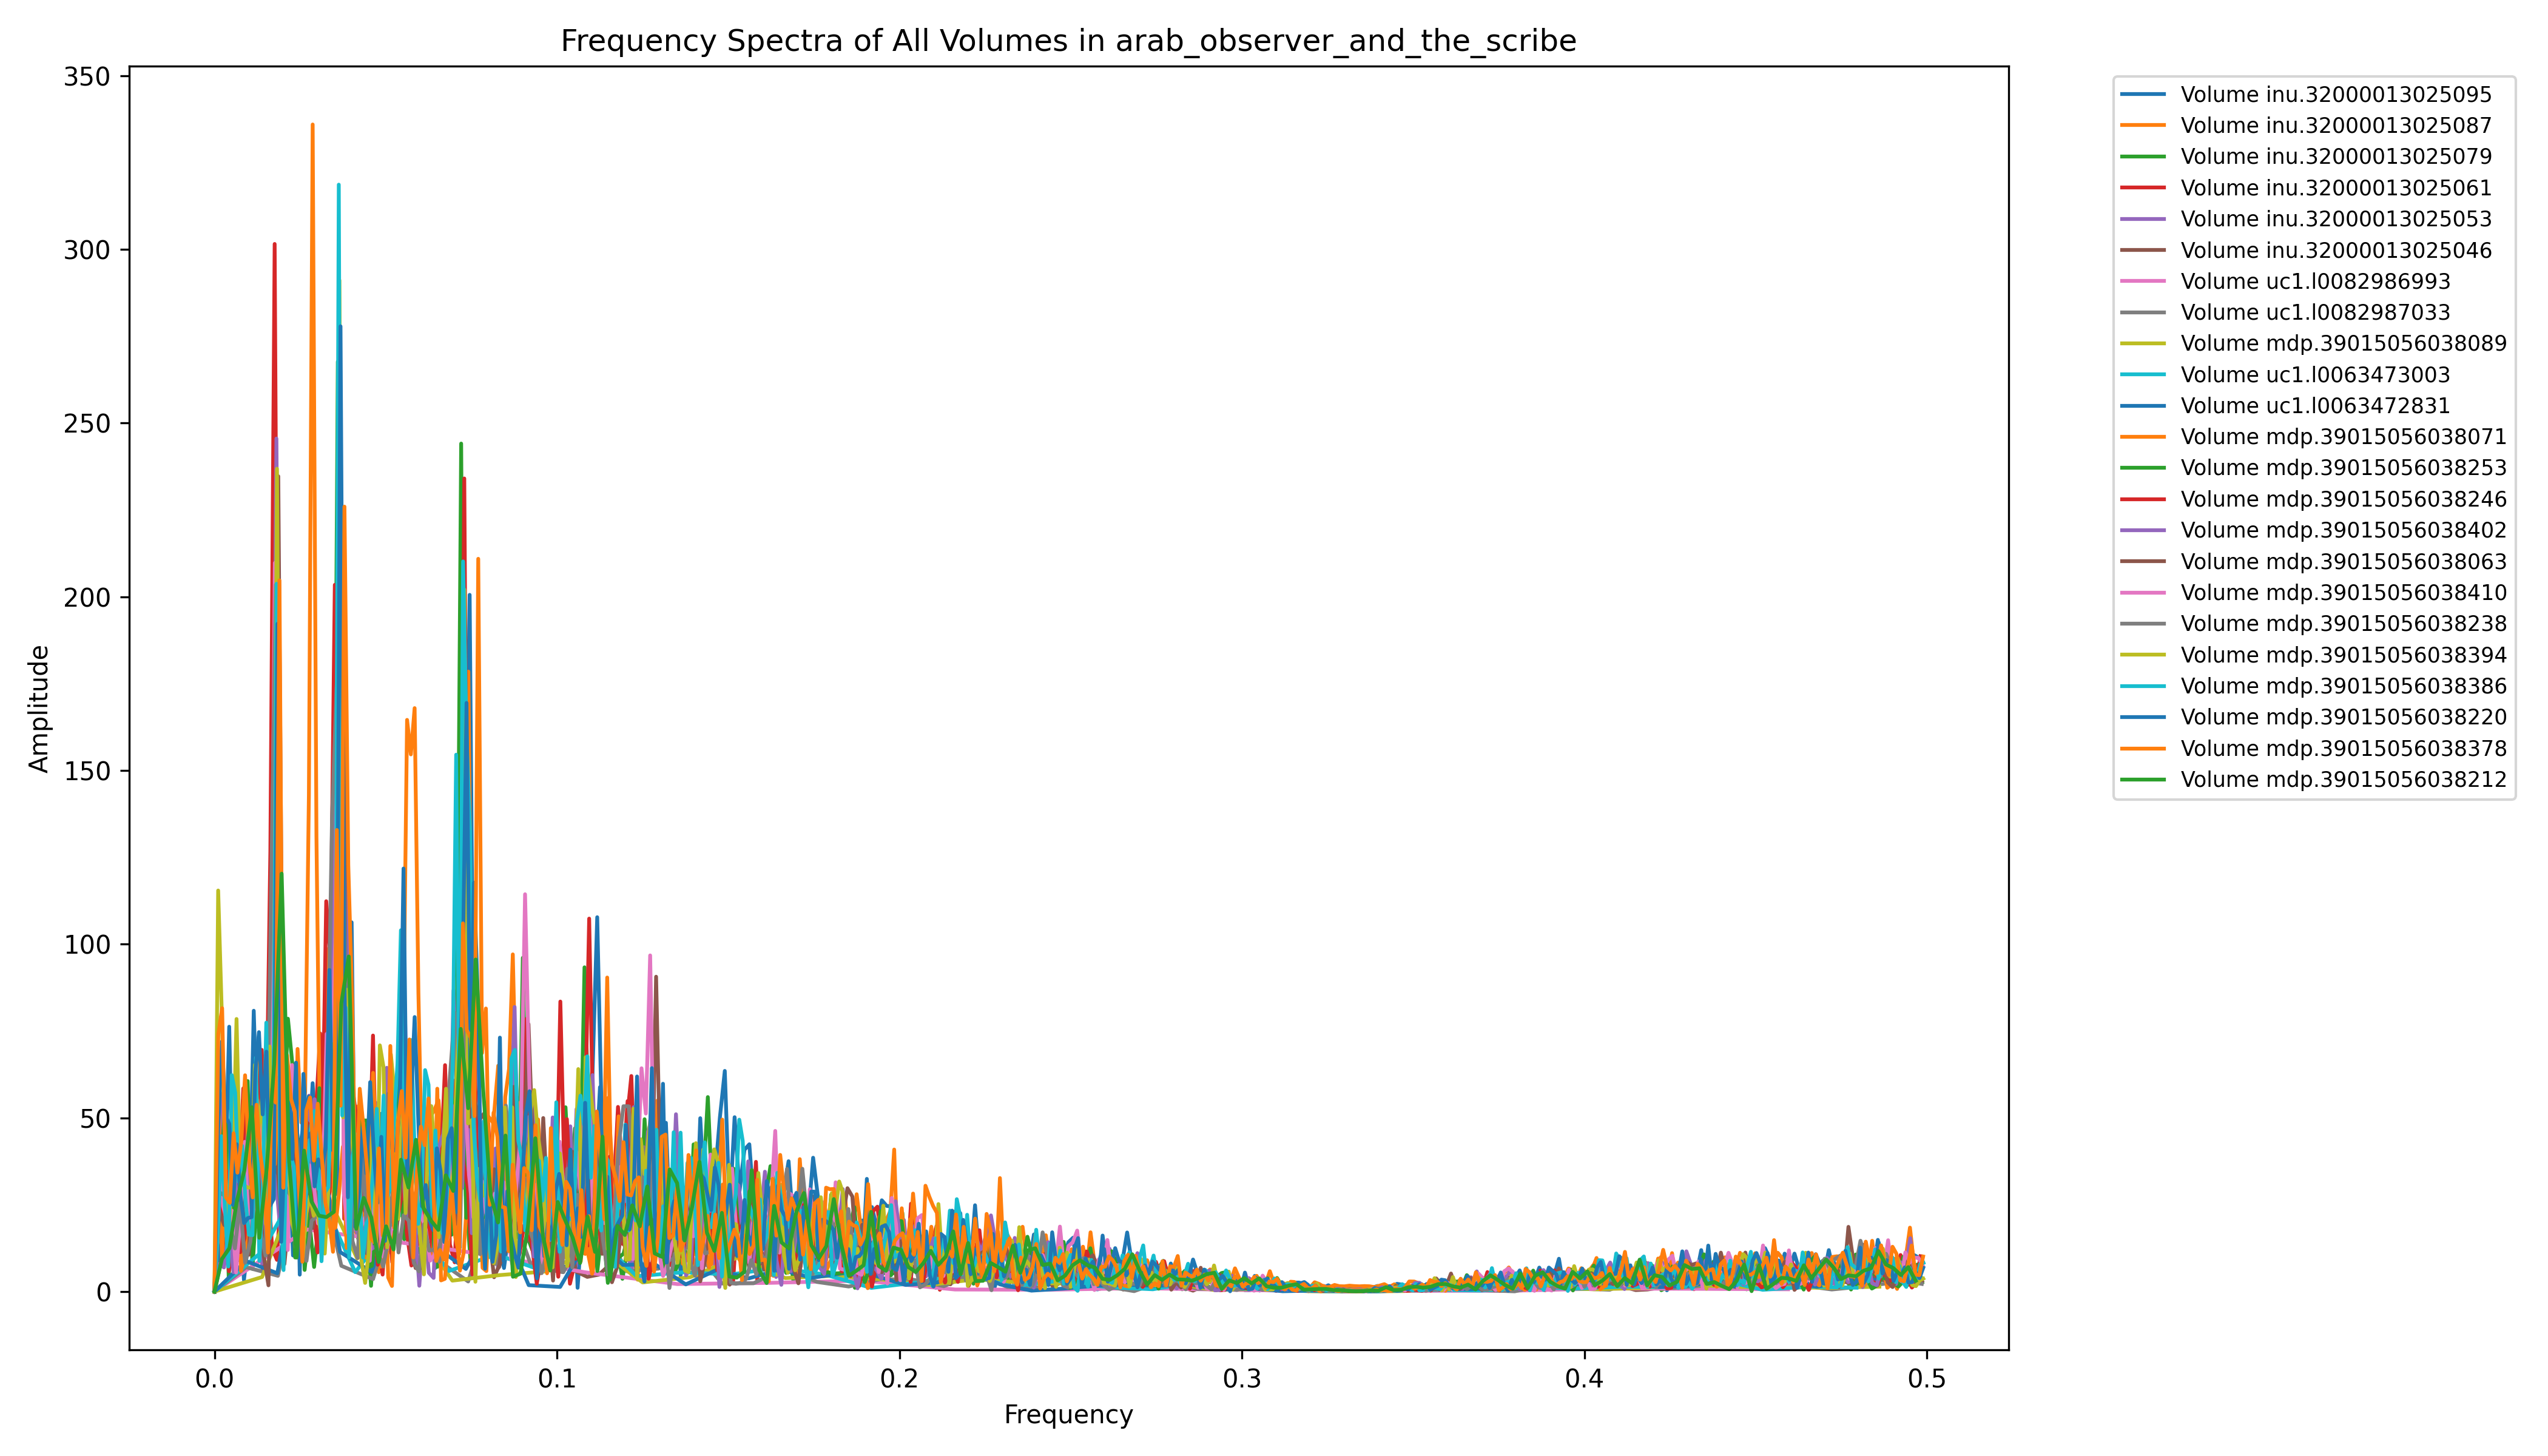 Frequency Spectra of All Volumes in arab_observer_and_the_scribe
350
300
250
200
150
100
50
0
Amplitude
0.0 0.1 0.2 0.3 0.4 0.5
Frequency
Volume inu.32000013025095
Volume inu.32000013025087
Volume inu.32000013025079
Volume inu.32000013025061
Volume inu.32000013025053
Volume inu.32000013025046
Volume uc1.l0082986993
Volume uc1.l0082987033
Volume mdp.39015056038089
Volume uc1.l0063473003
Volume uc1.l0063472831
Volume mdp.39015056038071
Volume mdp.39015056038253
Volume mdp.39015056038246
Volume mdp.39015056038402
Volume mdp.39015056038063
Volume mdp.39015056038410
Volume mdp.39015056038238
Volume mdp.39015056038394
Volume mdp.39015056038386
Volume mdp.39015056038220
Volume mdp.39015056038378
Volume mdp.39015056038212